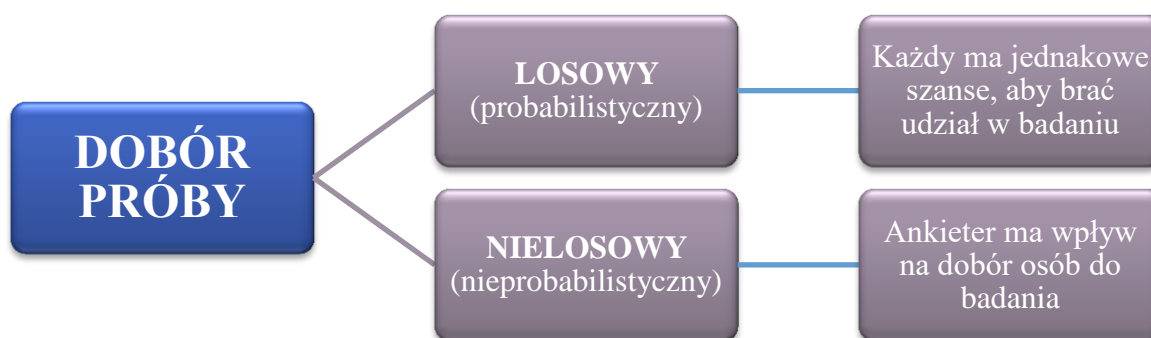 DOBÓR
PRÓBY
LOSOWY
(probabilistyczny)
Każdy ma jednakowe
szanse, aby brać
udział w badaniu
NIELOSOWY
(nieprobabilistyczny)
Ankieter ma wpływ
na dobór osób do
badania